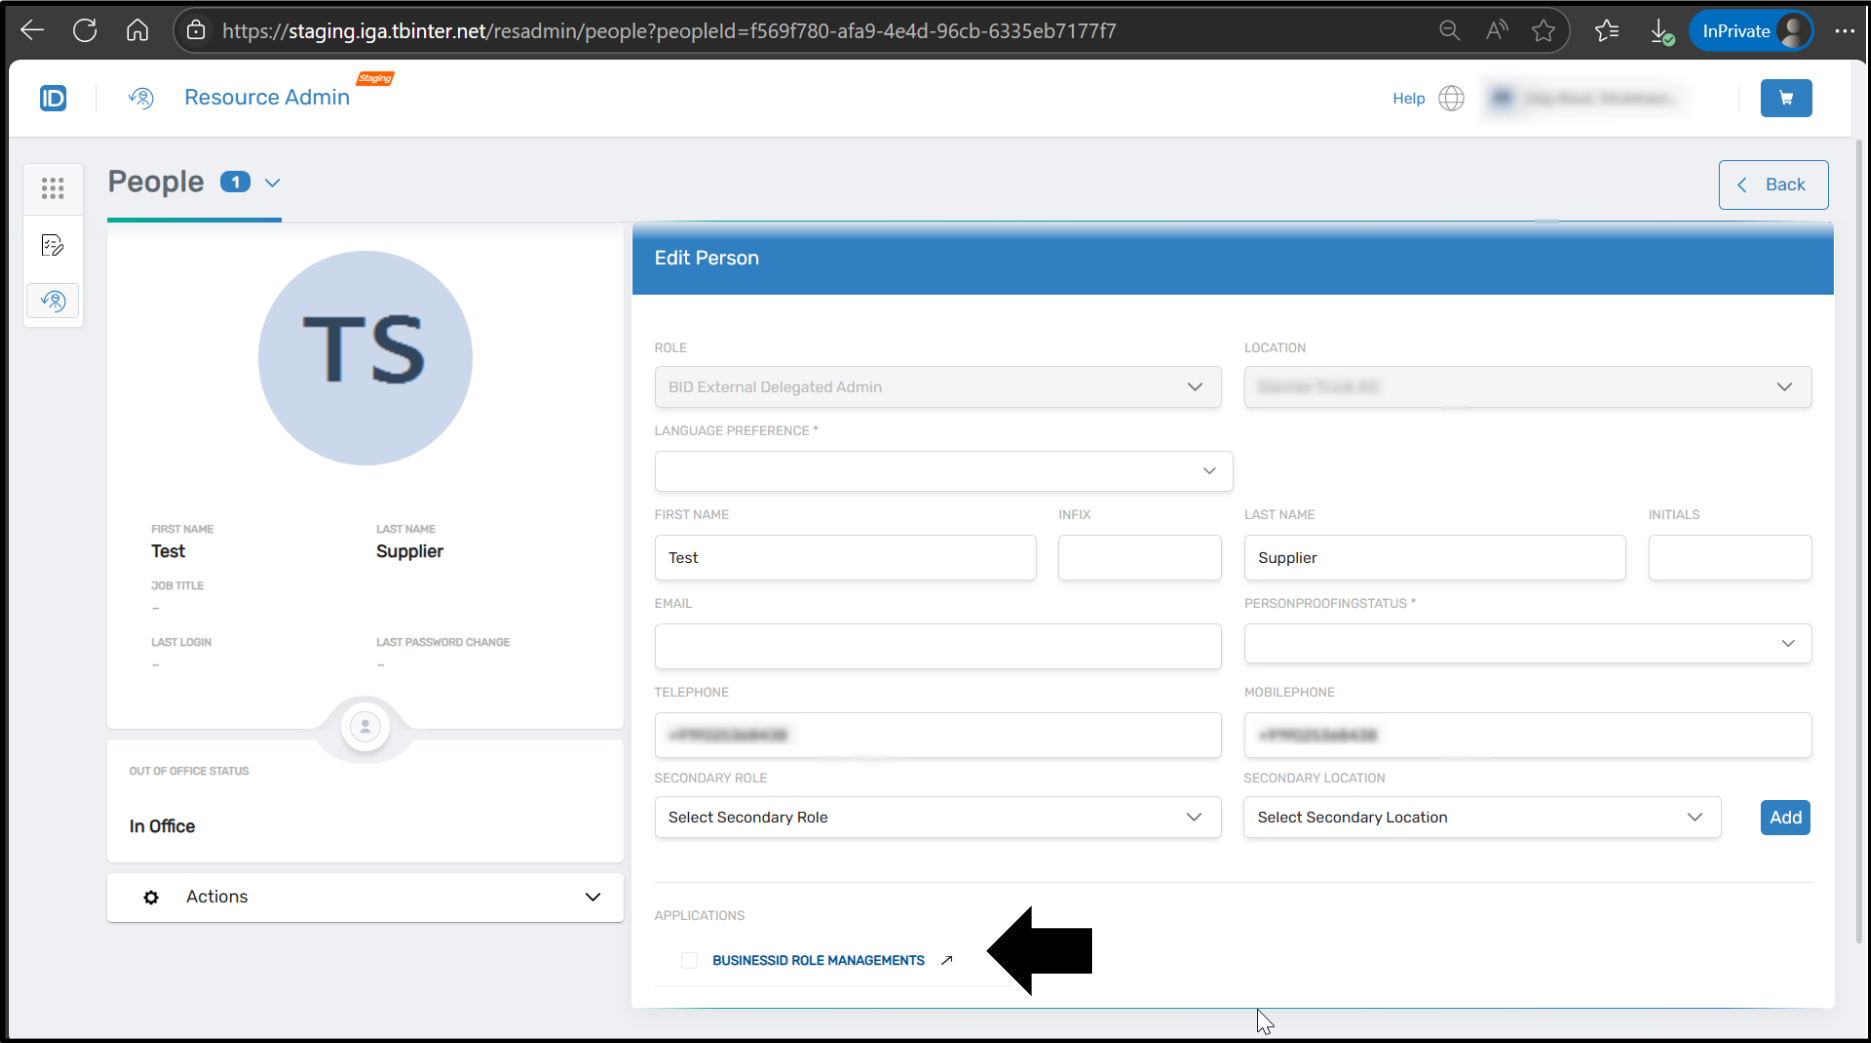 https://staging.iga.tbinter.net/resadmin/people?peopleId=f569f780-afa9-4e4d-96cb-6335eb7177f7
InPrivate
ID
Resource Admin
Staging
Help
People 1
Back
TS
FIRST NAME
Test
LAST NAME
Supplier
JOB TITLE
–
LAST LOGIN
–
LAST PASSWORD CHANGE
–
OUT OF OFFICE STATUS
In Office
Actions
Edit Person
ROLE
BID External Delegated Admin
LOCATION
LANGUAGE PREFERENCE *
FIRST NAME
Test
INFIX
LAST NAME
Supplier
INITIALS
EMAIL
PERSONPROOFINGSTATUS *
TELEPHONE
MOBILEPHONE
SECONDARY ROLE
Select Secondary Role
SECONDARY LOCATION
Select Secondary Location
Add
APPLICATIONS
BUSINESSID ROLE MANAGEMENTS